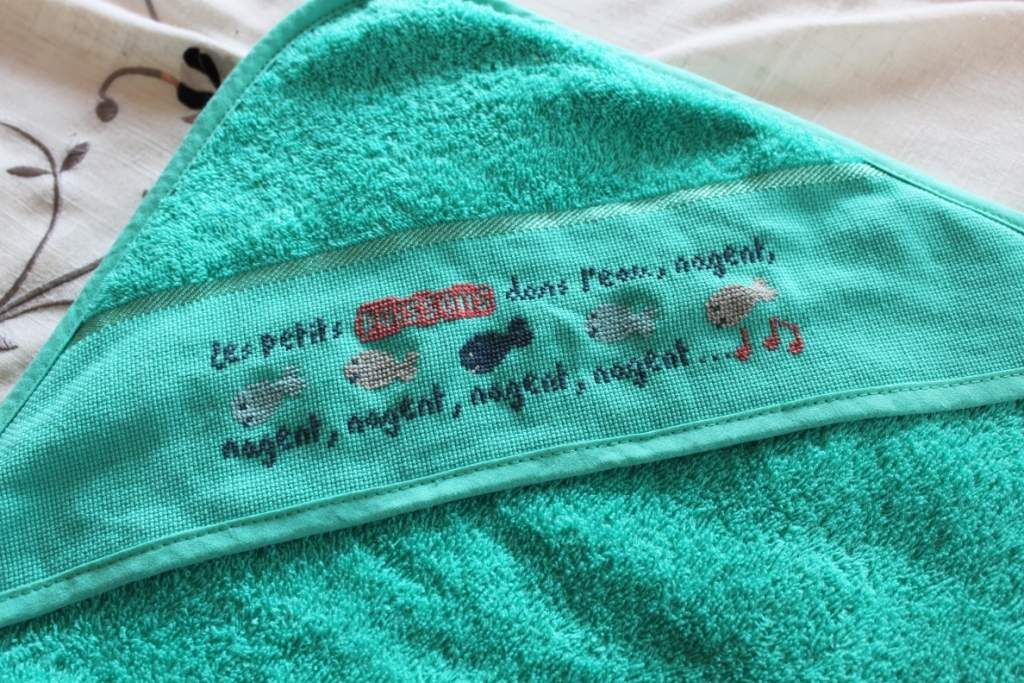 Les petits poissons dans l'eau, nagent,
nagent, nagent, nagent, nagent...